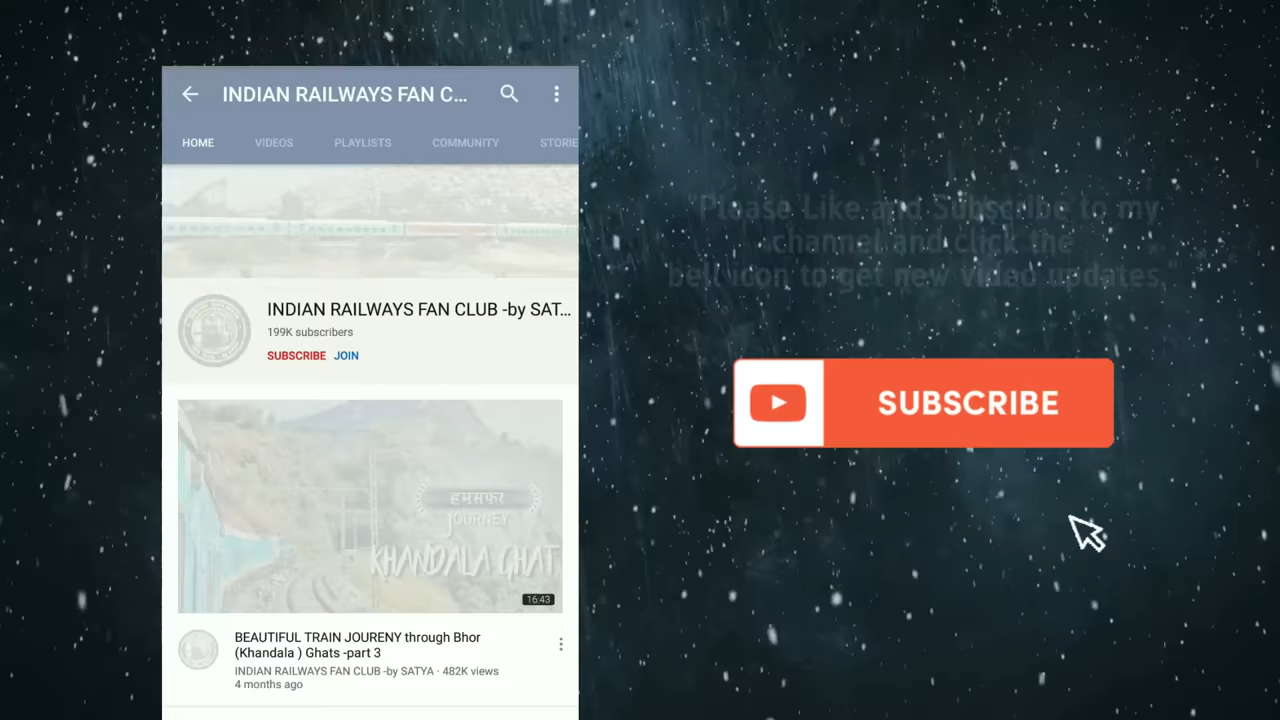 INDIAN RAILWAYS FAN C...
HOME VIDEOS PLAYLISTS COMMUNITY STORIE
INDIAN RAILWAYS FAN CLUB -by SAT...
199K subscribers
SUBSCRIBE JOIN
हमसफर
JOURNEY
KHANDALA GHAT
16:43
BEAUTIFUL TRAIN JOURENY through Bhor
(Khandala ) Ghats -part 3
INDIAN RAILWAYS FAN CLUB -by SATYA · 482K views
4 months ago
"Please Like and Subscribe to my
channel and click the
bell icon to get new video updates."
SUBSCRIBE